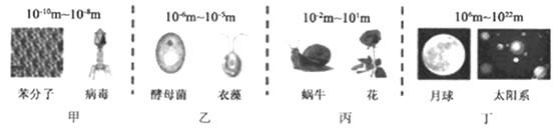 10⁻¹⁰m~10⁻⁸m 10⁻⁶m~10⁻⁵m 10⁻²m~10¹m 10⁶m~10²²m
苯分子 病毒 酵母菌 衣藻 蜗牛 花 月球 太阳系
甲 乙 丙 丁